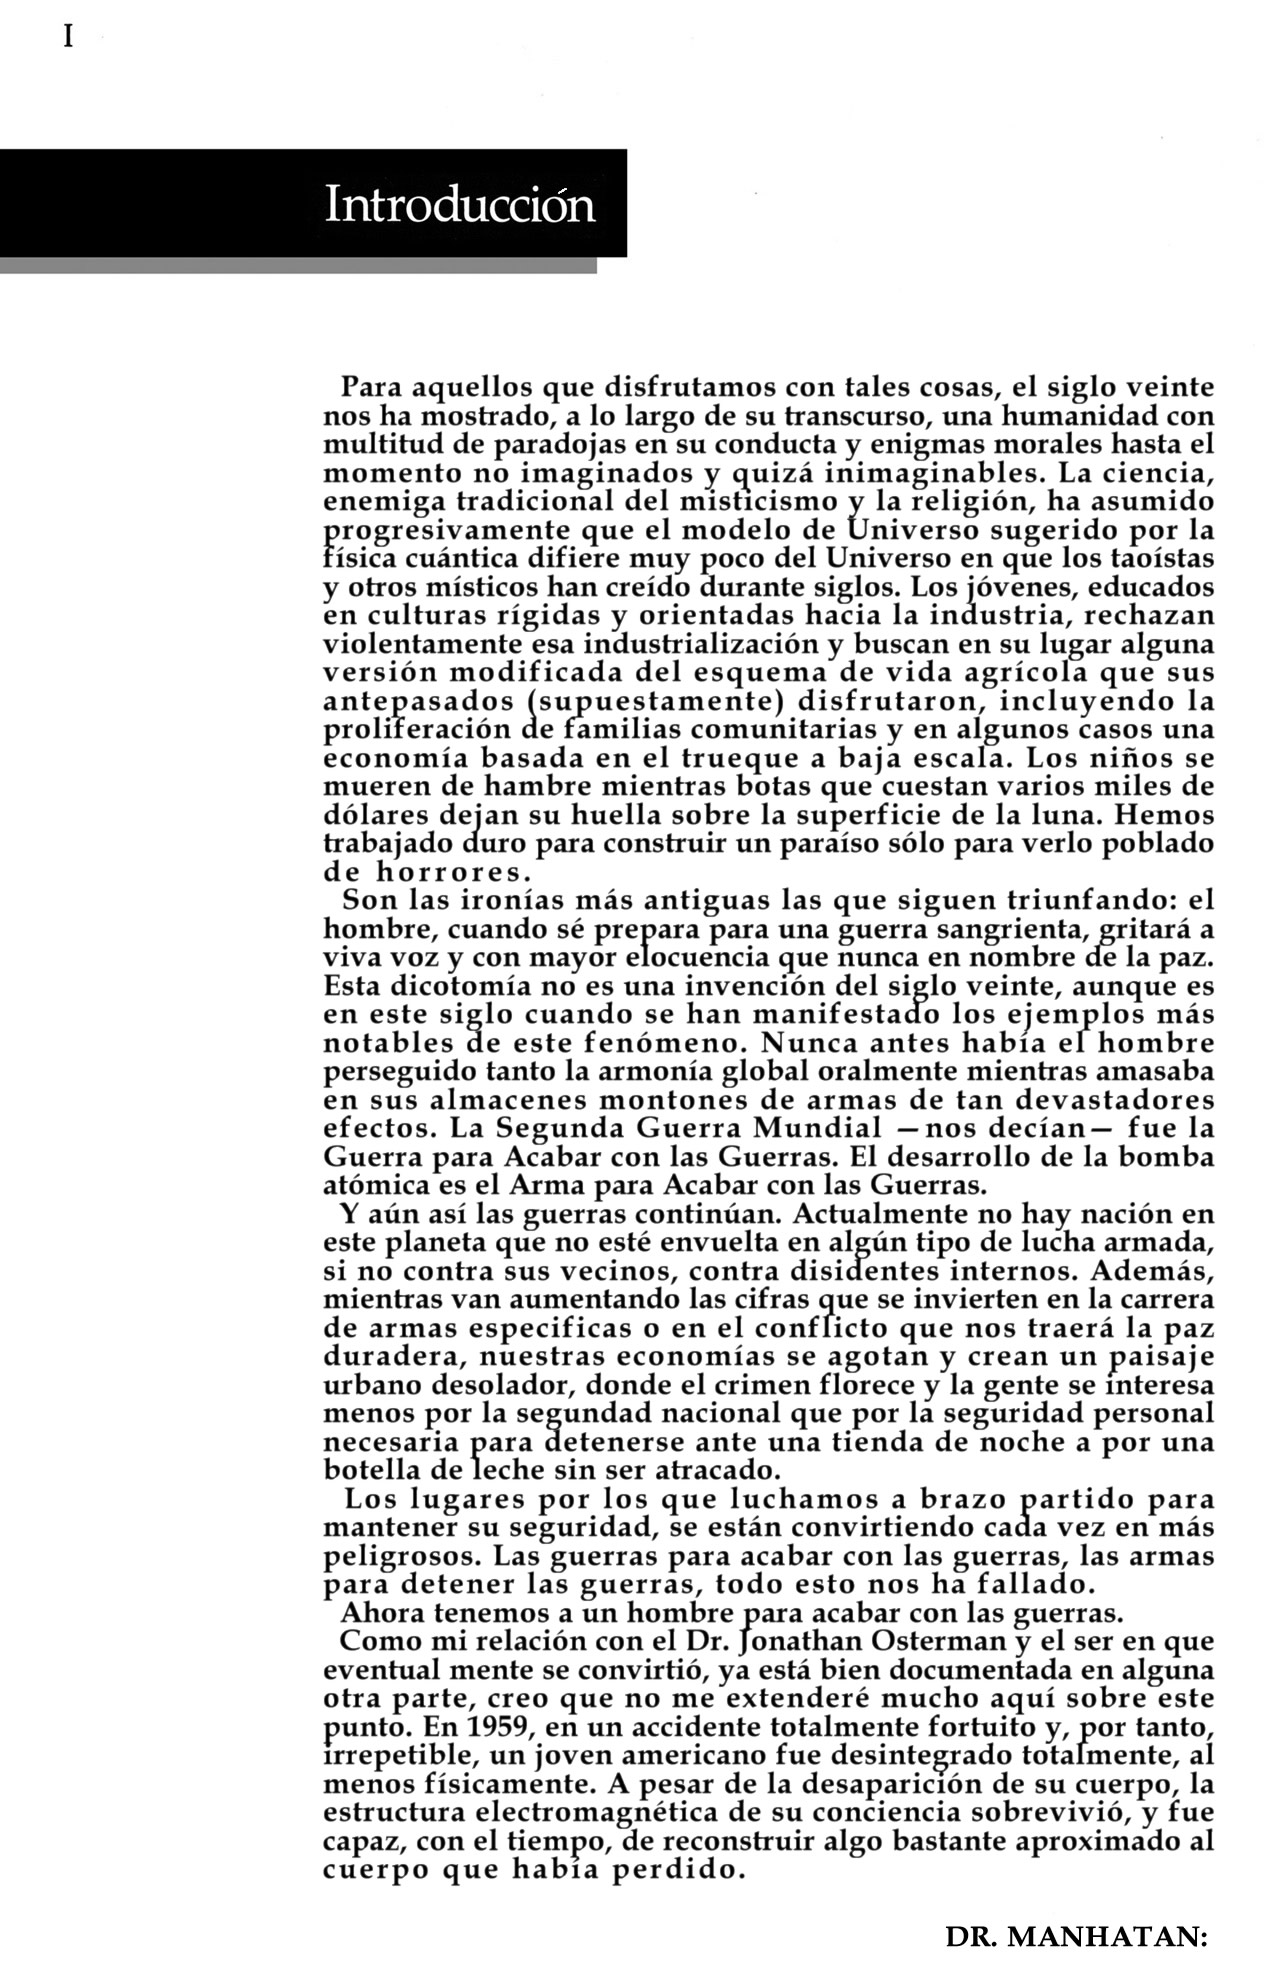 I
Introducción
Para aquellos que disfrutamos con tales cosas, el siglo veinte
nos ha mostrado, a lo largo de su transcurso, una humanidad con
multitud de paradojas en su conducta y enigmas morales hasta el
momento no imaginados y quizá inimaginables. La ciencia,
enemiga tradicional del misticismo y la religión, ha asumido
progresivamente que el modelo de Universo sugerido por la
física cuántica difiere muy poco del Universo en que los taoístas
y otros místicos han creído durante siglos. Los jóvenes, educados
en culturas rígidas y orientadas hacia la industria, rechazan
violentamente esa industrialización y buscan en su lugar alguna
versión modificada del esquema de vida agrícola que sus
antepasados (supuestamente) disfrutaron, incluyendo la
proliferación de familias comunitarias y en algunos casos una
economía basada en el trueque a baja escala. Los niños se
mueren de hambre mientras botas que cuestan varios miles de
dólares dejan su huella sobre la superficie de la luna. Hemos
trabajado duro para construir un paraíso sólo para verlo poblado
de horrores.
Son las ironías más antiguas las que siguen triunfando: el
hombre, cuando sé prepara para una guerra sangrienta, gritará a
viva voz y con mayor elocuencia que nunca en nombre de la paz.
Esta dicotomía no es una invención del siglo veinte, aunque es
en este siglo cuando se han manifestado los ejemplos más
notables de este fenómeno. Nunca antes había el hombre
perseguido tanto la armonía global oralmente mientras amasaba
en sus almacenes montones de armas de tan devastadores
efectos. La Segunda Guerra Mundial —nos decían— fue la
Guerra para Acabar con las Guerras. El desarrollo de la bomba
atómica es el Arma para Acabar con las Guerras.
Y aún así las guerras continúan. Actualmente no hay nación en
este planeta que no esté envuelta en algún tipo de lucha armada,
si no contra sus vecinos, contra disidentes internos. Además,
mientras van aumentando las cifras que se invierten en la carrera
de armas especificas o en el conflicto que nos traerá la paz
duradera, nuestras economías se agotan y crean un paisaje
urbano desolador, donde el crimen florece y la gente se interesa
menos por la segundad nacional que por la seguridad personal
necesaria para detenerse ante una tienda de noche a por una
botella de leche sin ser atracado.
Los lugares por los que luchamos a brazo partido para
mantener su seguridad, se están convirtiendo cada vez en más
peligrosos. Las guerras para acabar con las guerras, las armas
para detener las guerras, todo esto nos ha fallado.
Ahora tenemos a un hombre para acabar con las guerras.
Como mi relación con el Dr. Jonathan Osterman y el ser en que
eventual mente se convirtió, ya está bien documentada en alguna
otra parte, creo que no me extenderé mucho aquí sobre este
punto. En 1959, en un accidente totalmente fortuito y, por tanto,
irrepetible, un joven americano fue desintegrado totalmente, al
menos físicamente. A pesar de la desaparición de su cuerpo, la
estructura electromagnética de su conciencia sobrevivió, y fue
capaz, con el tiempo, de reconstruir algo bastante aproximado al
cuerpo que había perdido.
DR. MANHATAN: